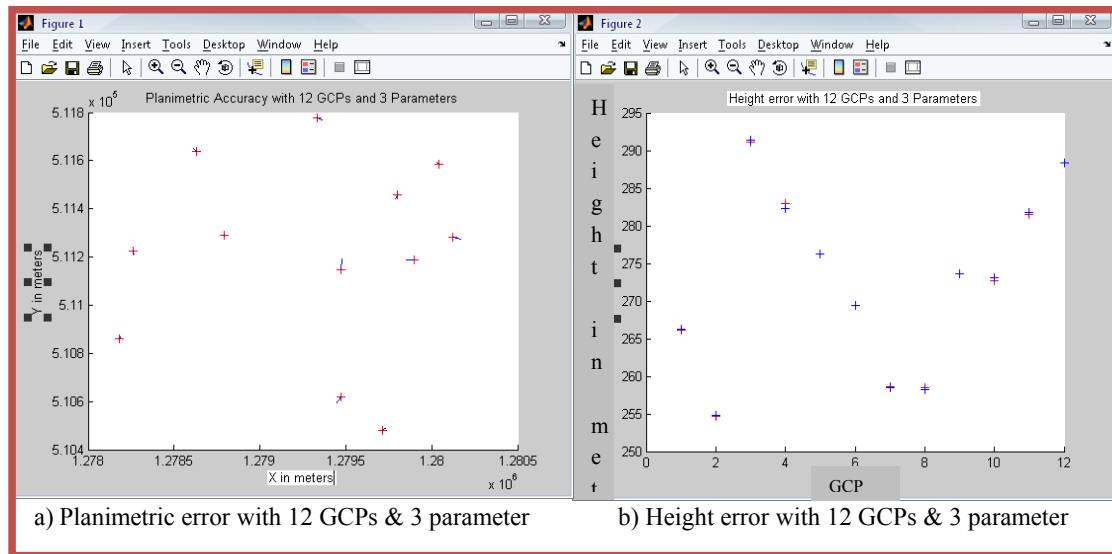 Figure 1
File Edit View Insert Tools Desktop Window Help
x 10^5
Planimetric Accuracy with 12 GCPs and 3 Parameters
5.118
5.116
5.114
5.112
5.11
5.108
5.106
5.104
Y in meters
1.278 1.2785 1.279 1.2795 1.28 1.2805
X in meters
x 10^6
a) Planimetric error with 12 GCPs & 3 parameter
Figure 2
File Edit View Insert Tools Desktop Window Help
Height error with 12 GCPs and 3 Parameters
Height in met
295
290
285
280
275
270
265
260
255
250
0 2 4 6 8 10 12
GCP
b) Height error with 12 GCPs & 3 parameter